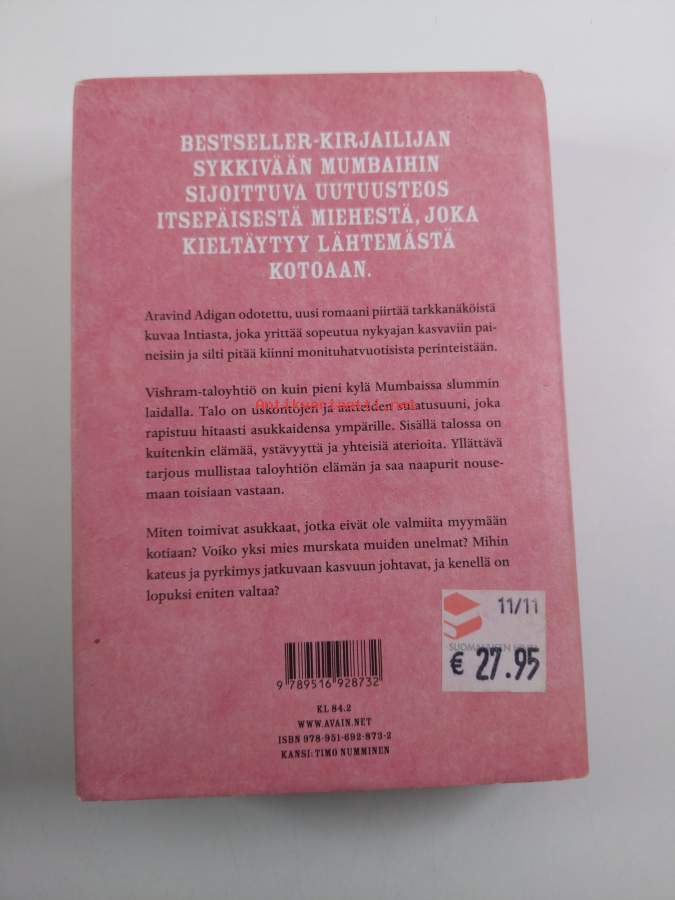 BESTSELLER-KIRJAILIJAN
SYKKIVÄÄN MUMBAIHIN
SIJOITTUVA UUTUUSTEOS
ITSEPÄISESTÄ MIEHESTÄ, JOKA
KIELTÄYTYY LÄHTEMÄSTÄ
KOTOAAN.
Aravind Adigan odotettu, uusi romaani piirtää tarkkanäköistä
kuvaa Intiasta, joka yrittää sopeutua nykyajan kasvaviin pai-
neisiin ja silti pitää kiinni monituhatvuotisista perinteistään.
Vishram-taloyhtiö on kuin pieni kylä Mumbaissa slummin
laidalla. Talo on uskontojen ja aatteiden sulatusuuni, joka
Antikvariaatti.net
rapistuu hitaasti asukkaidensa ympärille. Sisällä talossa on
kuitenkin elämää, ystävyyttä ja yhteisiä aterioita. Yllättävä
tarjous mullistaa taloyhtiön elämän ja saa naapurit nouse-
maan toisiaan vastaan.
Miten toimivat asukkaat, jotka eivät ole valmiita myymään
kotiaan? Voiko yksi mies murskata muiden unelmat? Mihin
kateus ja pyrkimys jatkuvaan kasvuun johtavat, ja kenellä on
lopuksi eniten valtaa?
11/11
€ 27.95
9 789516 928732
KL 84.2
WWW.AVAIN.NET
ISBN 978-951-692-873-2
KANSI: TIMO NUMMINEN